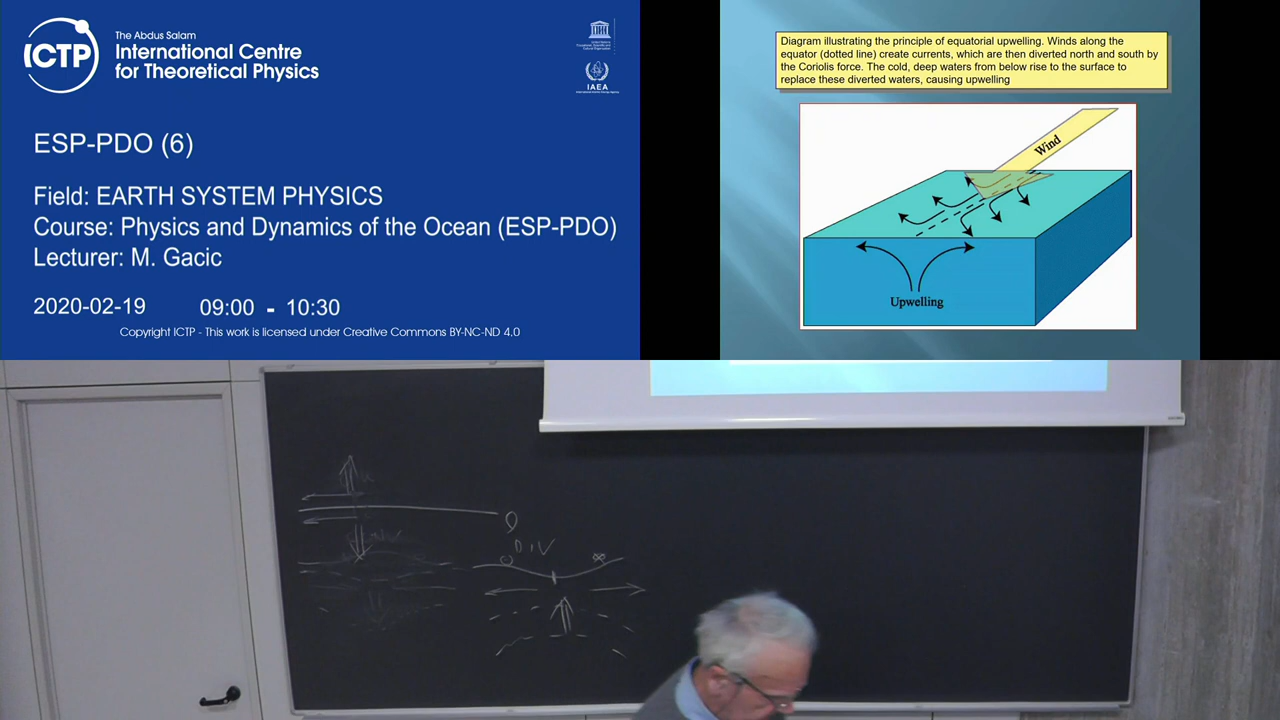 ICTP
The Abdus Salam
International Centre
for Theoretical Physics
IAEA
ESP-PDO (6)
Field: EARTH SYSTEM PHYSICS
Course: Physics and Dynamics of the Ocean (ESP-PDO)
Lecturer: M. Gacic
2020-02-19 09:00 - 10:30
Copyright ICTP - This work is licensed under Creative Commons BY-NC-ND 4.0
Diagram illustrating the principle of equatorial upwelling. Winds along the
equator (dotted line) create currents, which are then diverted north and south by
the Coriolis force. The cold, deep waters from below rise to the surface to
replace these diverted waters, causing upwelling
Wind
Upwelling
DIV